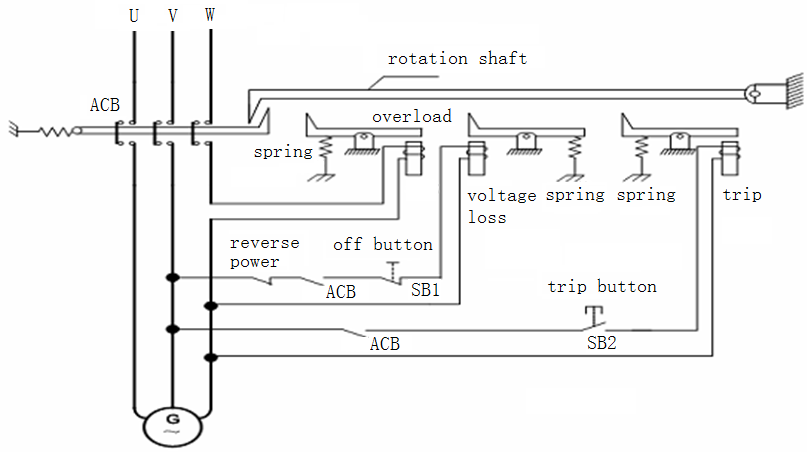 U V W
rotation shaft
ACB
overload
spring
voltage spring spring trip
loss
reverse off button
power
ACB SB1 trip button
ACB SB2
G
~